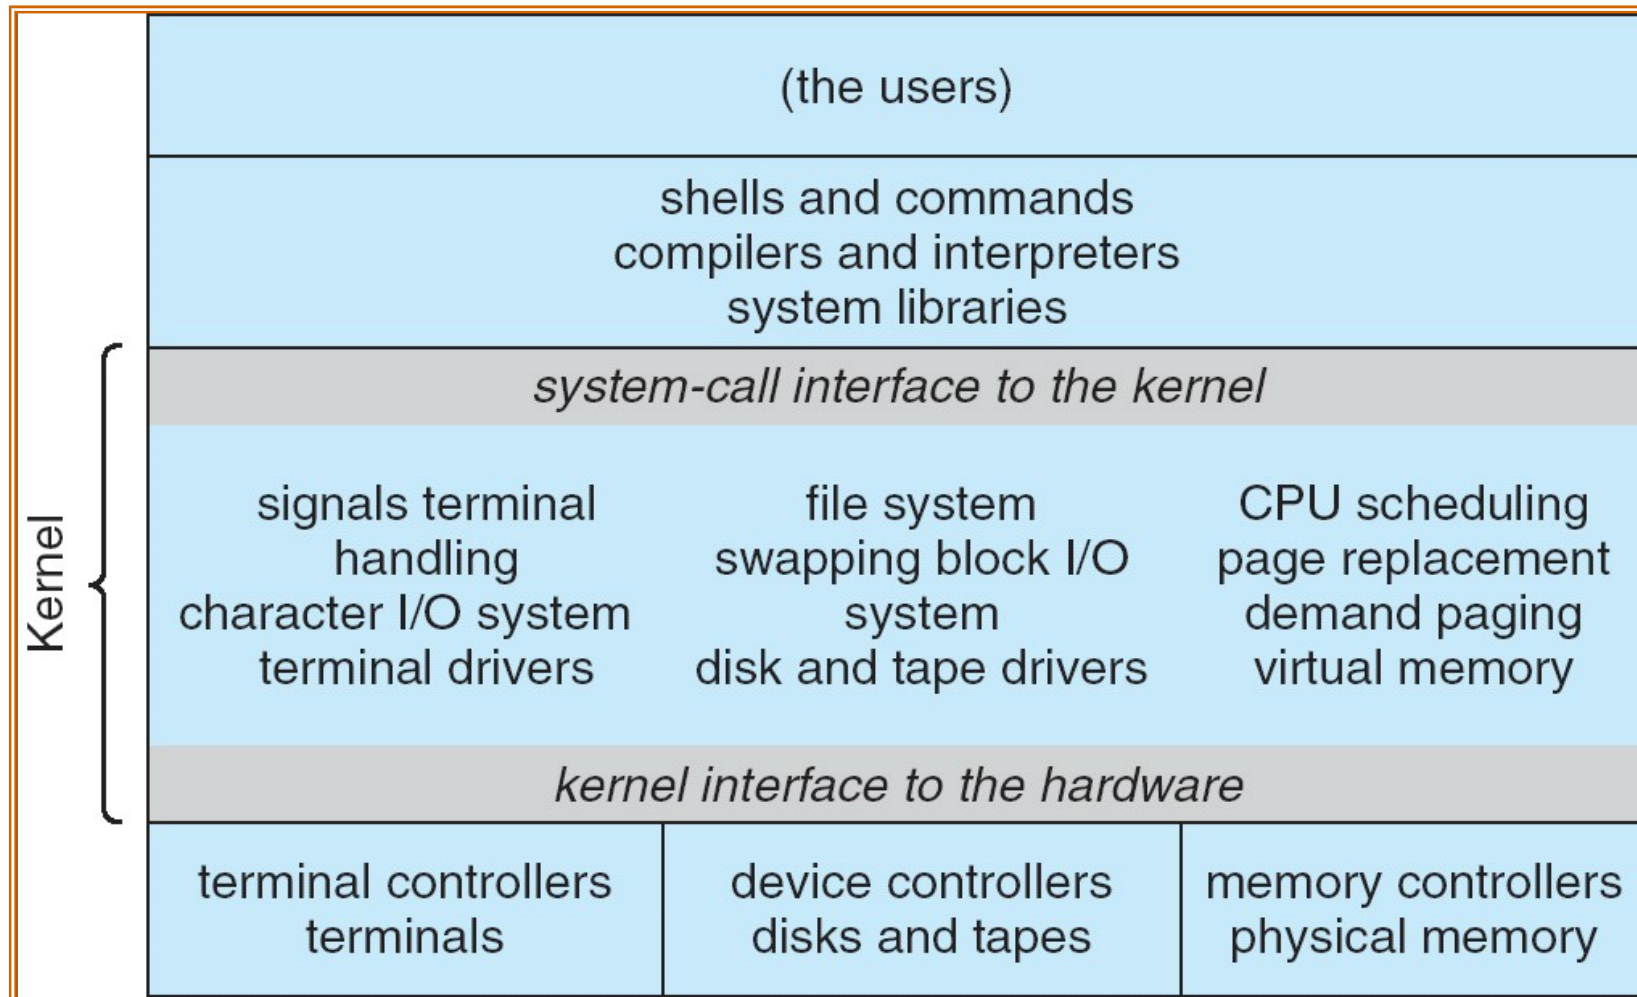 (the users)
shells and commands
compilers and interpreters
system libraries
Kernel
system-call interface to the kernel
signals terminal
handling
character I/O system
terminal drivers
file system
swapping block I/O
system
disk and tape drivers
CPU scheduling
page replacement
demand paging
virtual memory
kernel interface to the hardware
terminal controllers
terminals
device controllers
disks and tapes
memory controllers
physical memory